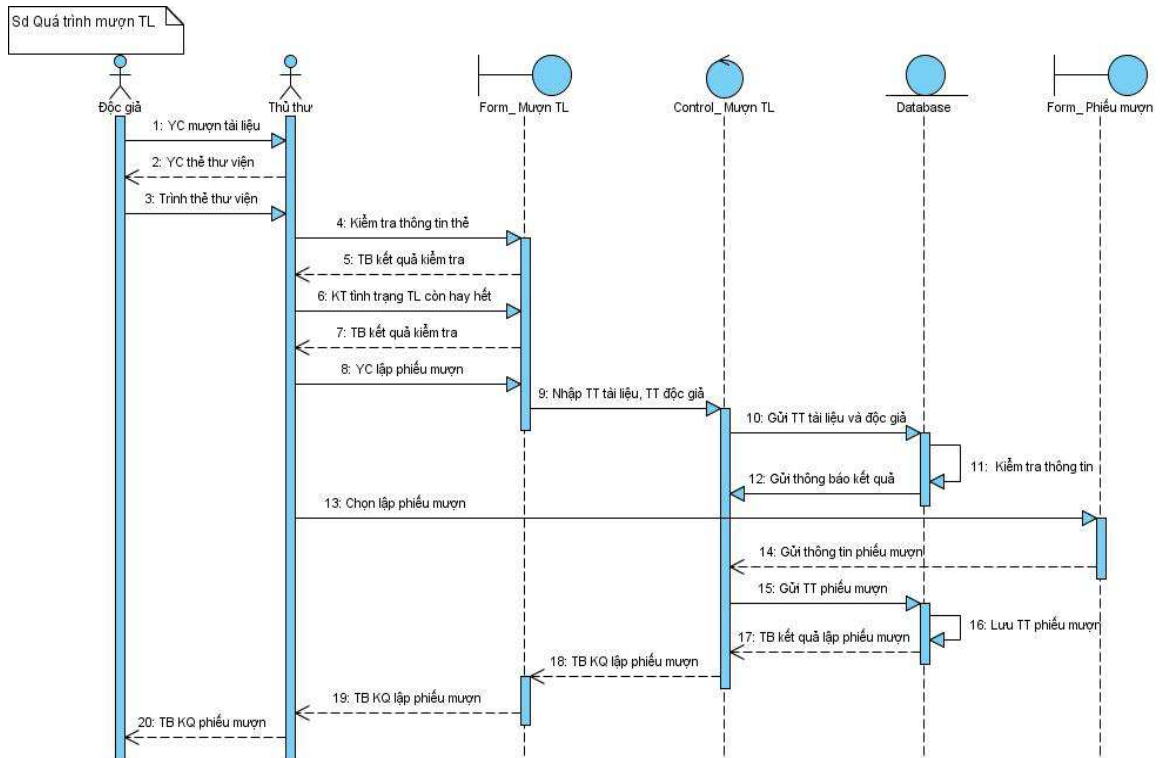 Sd Quá trình mượn TL
Độc giả
Thủ thư
Form_ Mượn TL
Control_ Mượn TL
Database
Form_ Phiếu mượn
1: YC mượn tài liệu
2: YC thẻ thư viện
3: Trình thẻ thư viện
4: Kiểm tra thông tin thẻ
5: TB kết quả kiểm tra
6: KT tình trạng TL còn hay hết
7: TB kết quả kiểm tra
8: YC lập phiếu mượn
9: Nhập TT tài liệu, TT độc giả
10: Gửi TT tài liệu và độc giả
11: Kiểm tra thông tin
12: Gửi thông báo kết quả
13: Chọn lập phiếu mượn
14: Gửi thông tin phiếu mượn
15: Gửi TT phiếu mượn
16: Lưu TT phiếu mượn
17: TB kết quả lập phiếu mượn
18: TB KQ lập phiếu mượn
19: TB KQ lập phiếu mượn
20: TB KQ phiếu mượn